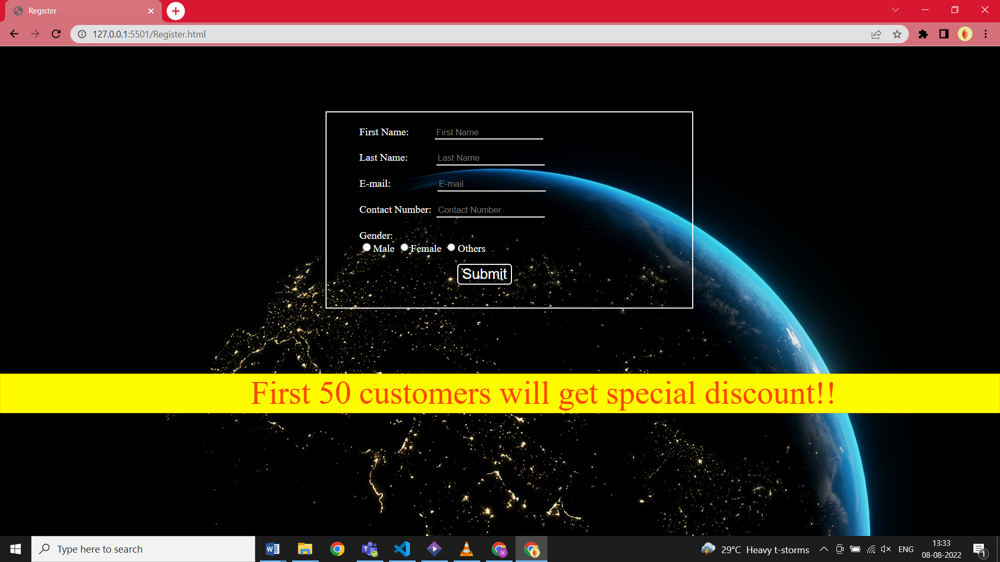 Register
127.0.0.1:5501/Register.html
First Name: First Name
Last Name: Last Name
E-mail: E-mail
Contact Number: Contact Number
Gender:
Male Female Others
Submit
First 50 customers will get special discount!!
Type here to search
29°C Heavy t-storms
ENG
13:33
08-08-2022
1